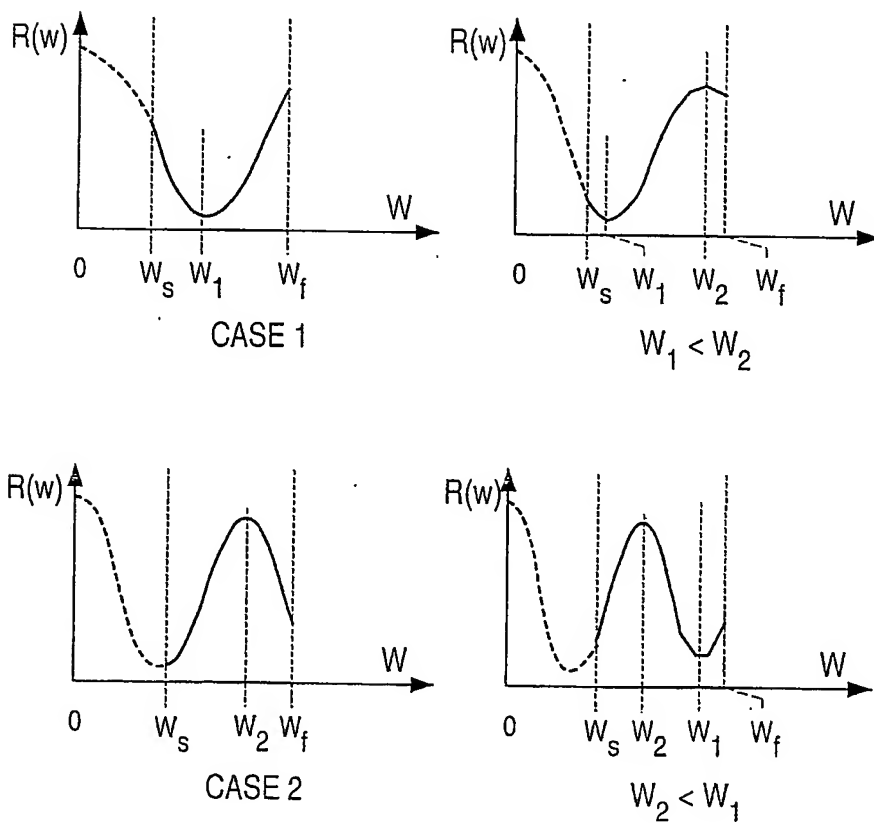 R(w)
W
0 W_s W_1 W_f
CASE 1
R(w)
W
0 W_s W_1 W_2 W_f
W_1 < W_2
R(w)
W
0 W_s W_2 W_f
CASE 2
R(w)
W
0 W_s W_2 W_1 W_f
W_2 < W_1